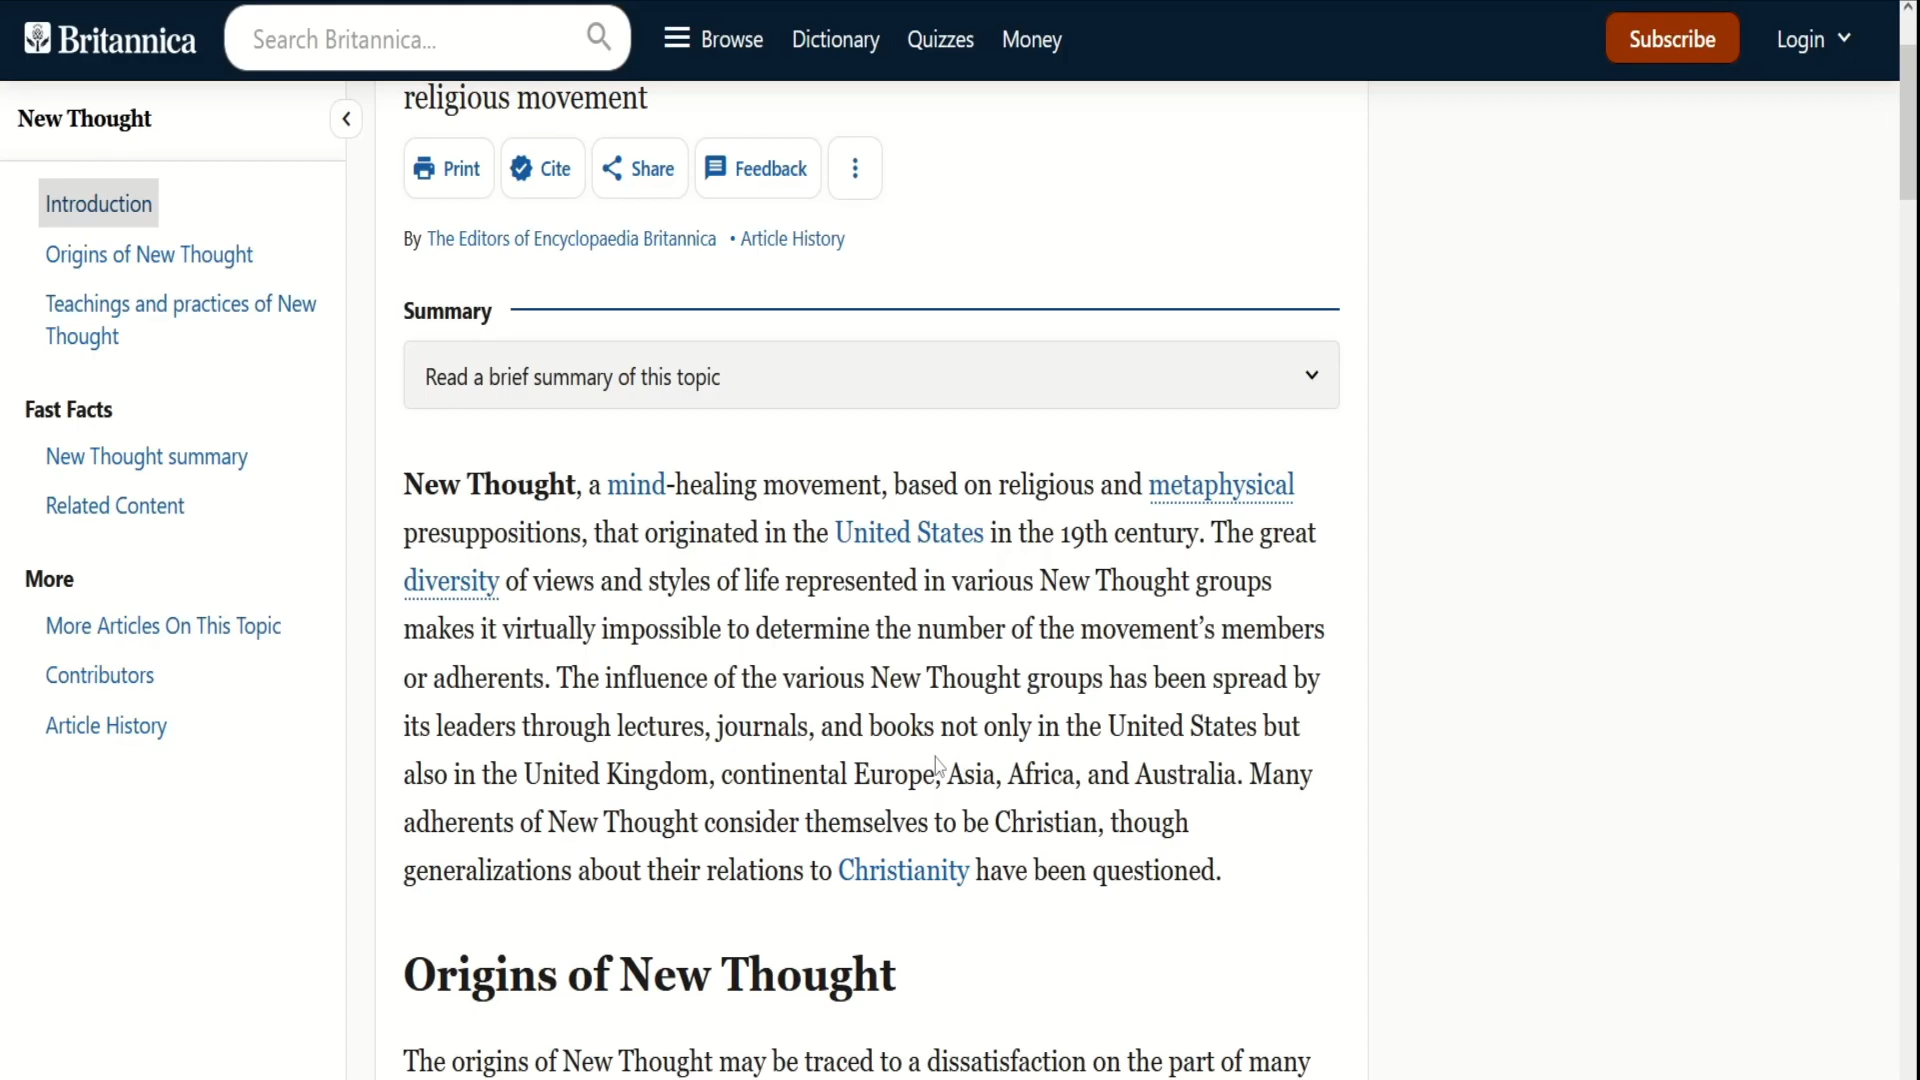 Britannica
Search Britannica...
Browse
Dictionary
Quizzes
Money
Subscribe
Login
New Thought
Introduction
Origins of New Thought
Teachings and practices of New
Thought
Fast Facts
New Thought summary
Related Content
More
More Articles On This Topic
Contributors
Article History
religious movement
Print
Cite
Share
Feedback
By The Editors of Encyclopaedia Britannica • Article History
Summary
Read a brief summary of this topic
New Thought, a mind-healing movement, based on religious and metaphysical
presuppositions, that originated in the United States in the 19th century. The great
diversity of views and styles of life represented in various New Thought groups
makes it virtually impossible to determine the number of the movement’s members
or adherents. The influence of the various New Thought groups has been spread by
its leaders through lectures, journals, and books not only in the United States but
also in the United Kingdom, continental Europe, Asia, Africa, and Australia. Many
adherents of New Thought consider themselves to be Christian, though
generalizations about their relations to Christianity have been questioned.
Origins of New Thought
The origins of New Thought may be traced to a dissatisfaction on the part of many